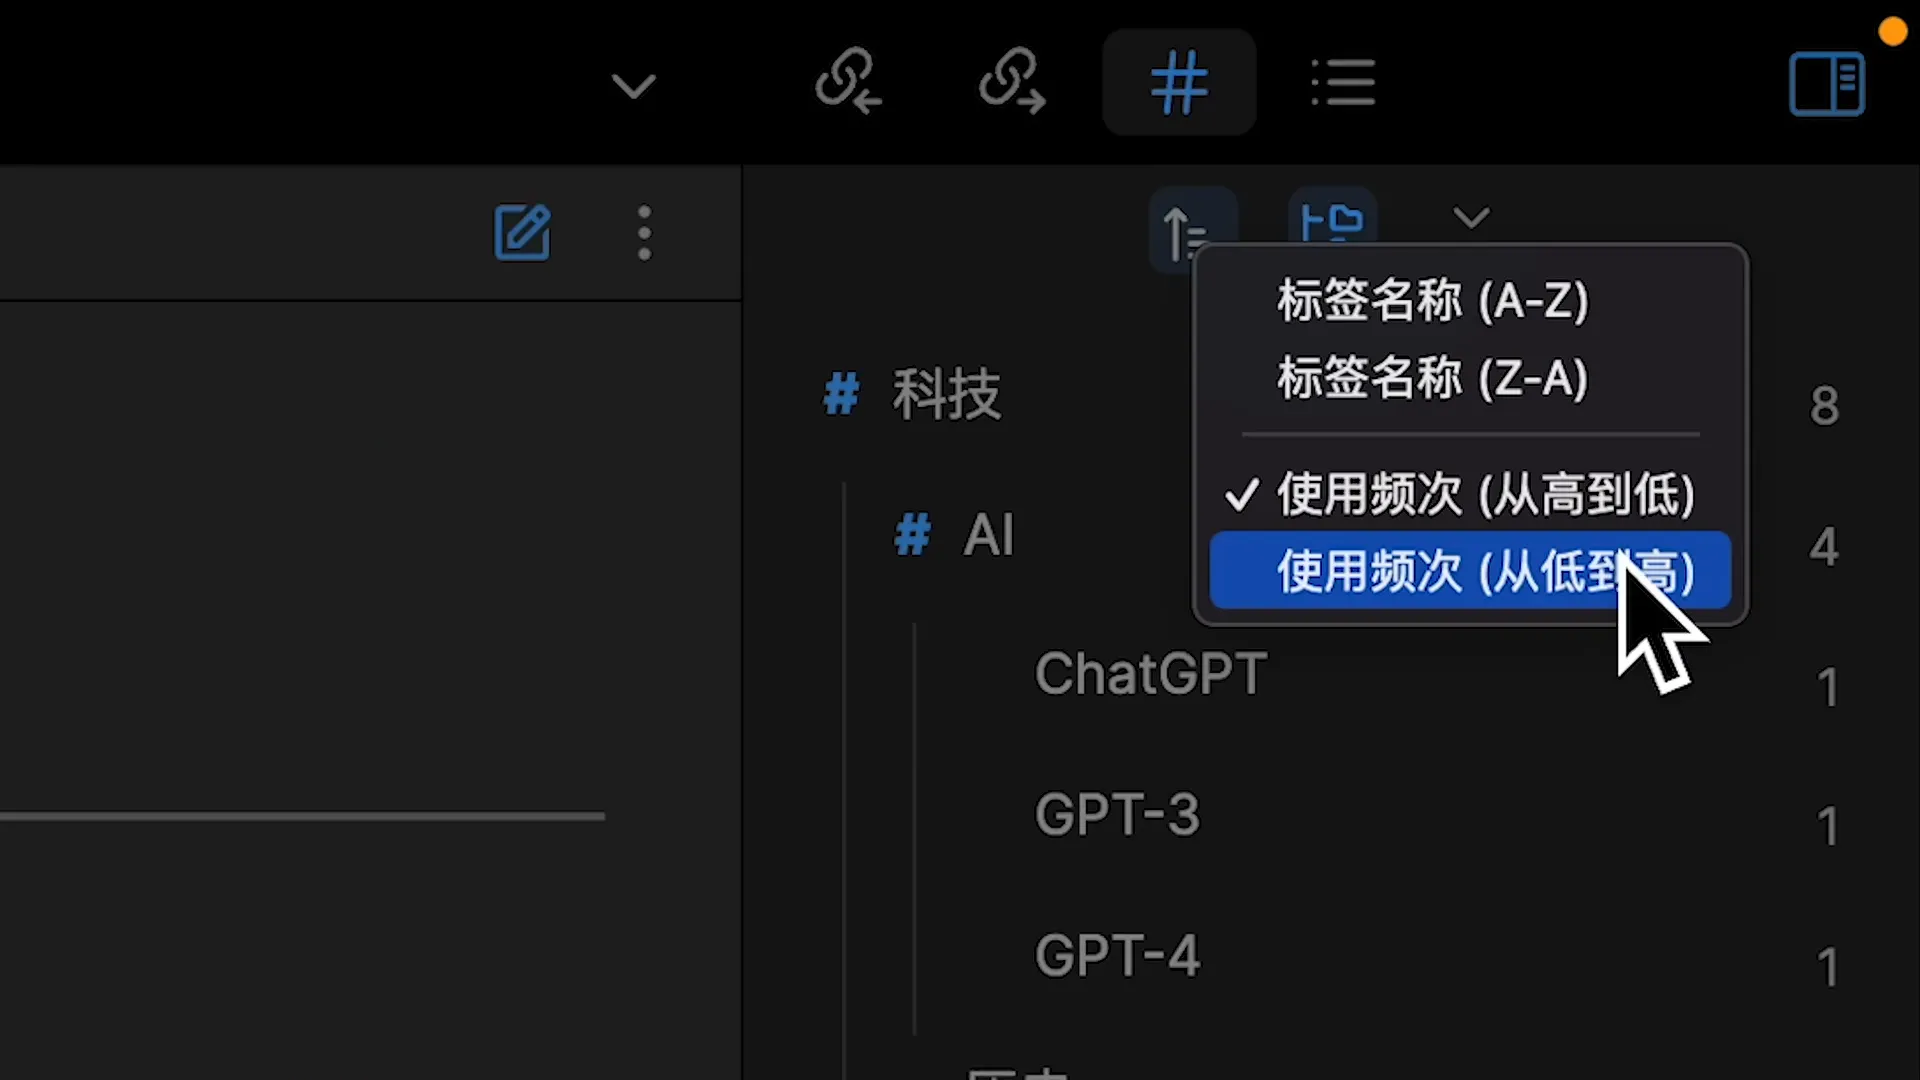 标签名称 (A-Z)
标签名称 (Z-A)
使用频次 (从高到低)
使用频次 (从低到高)
# 科技 8
# AI 4
ChatGPT 1
GPT-3 1
GPT-4 1